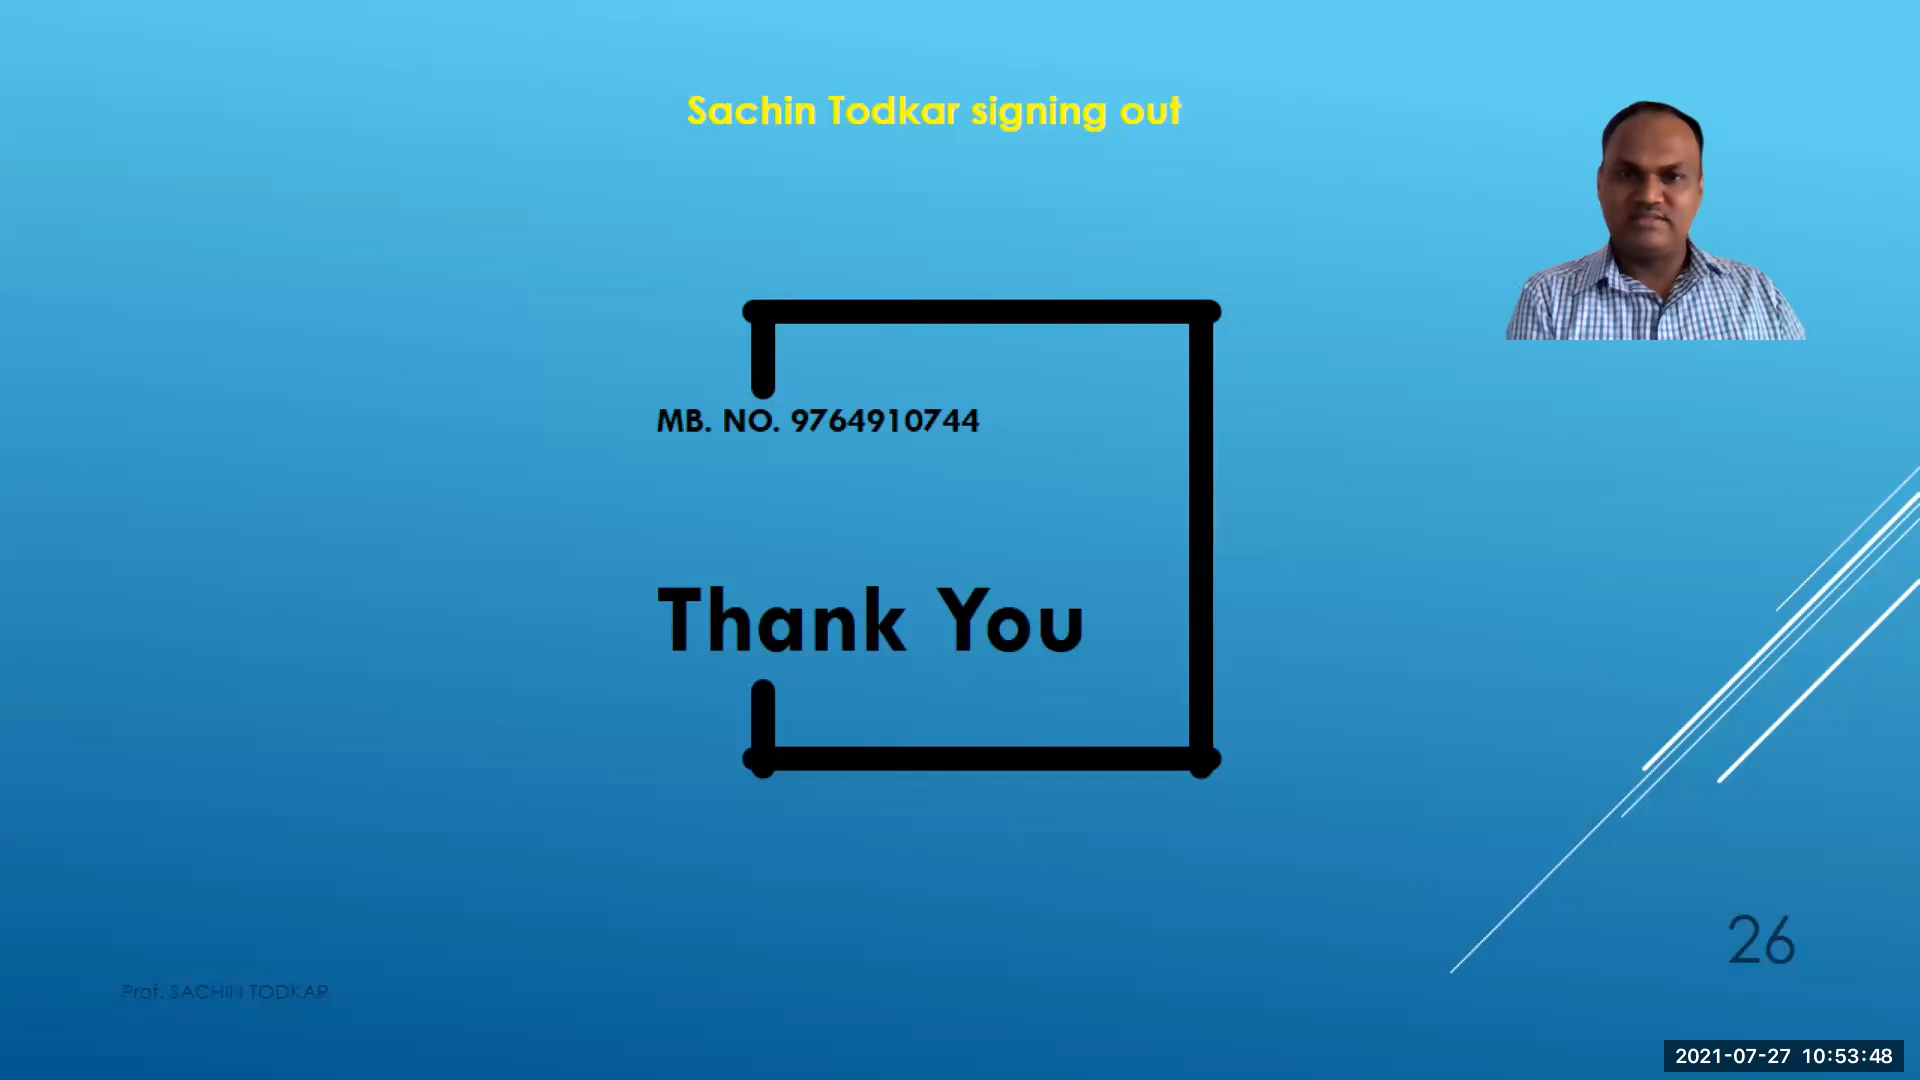 Sachin Todkar signing out
MB. NO. 9764910744
Thank You
26
Prof. SACHIN TODKAR
2021-07-27 10:53:48